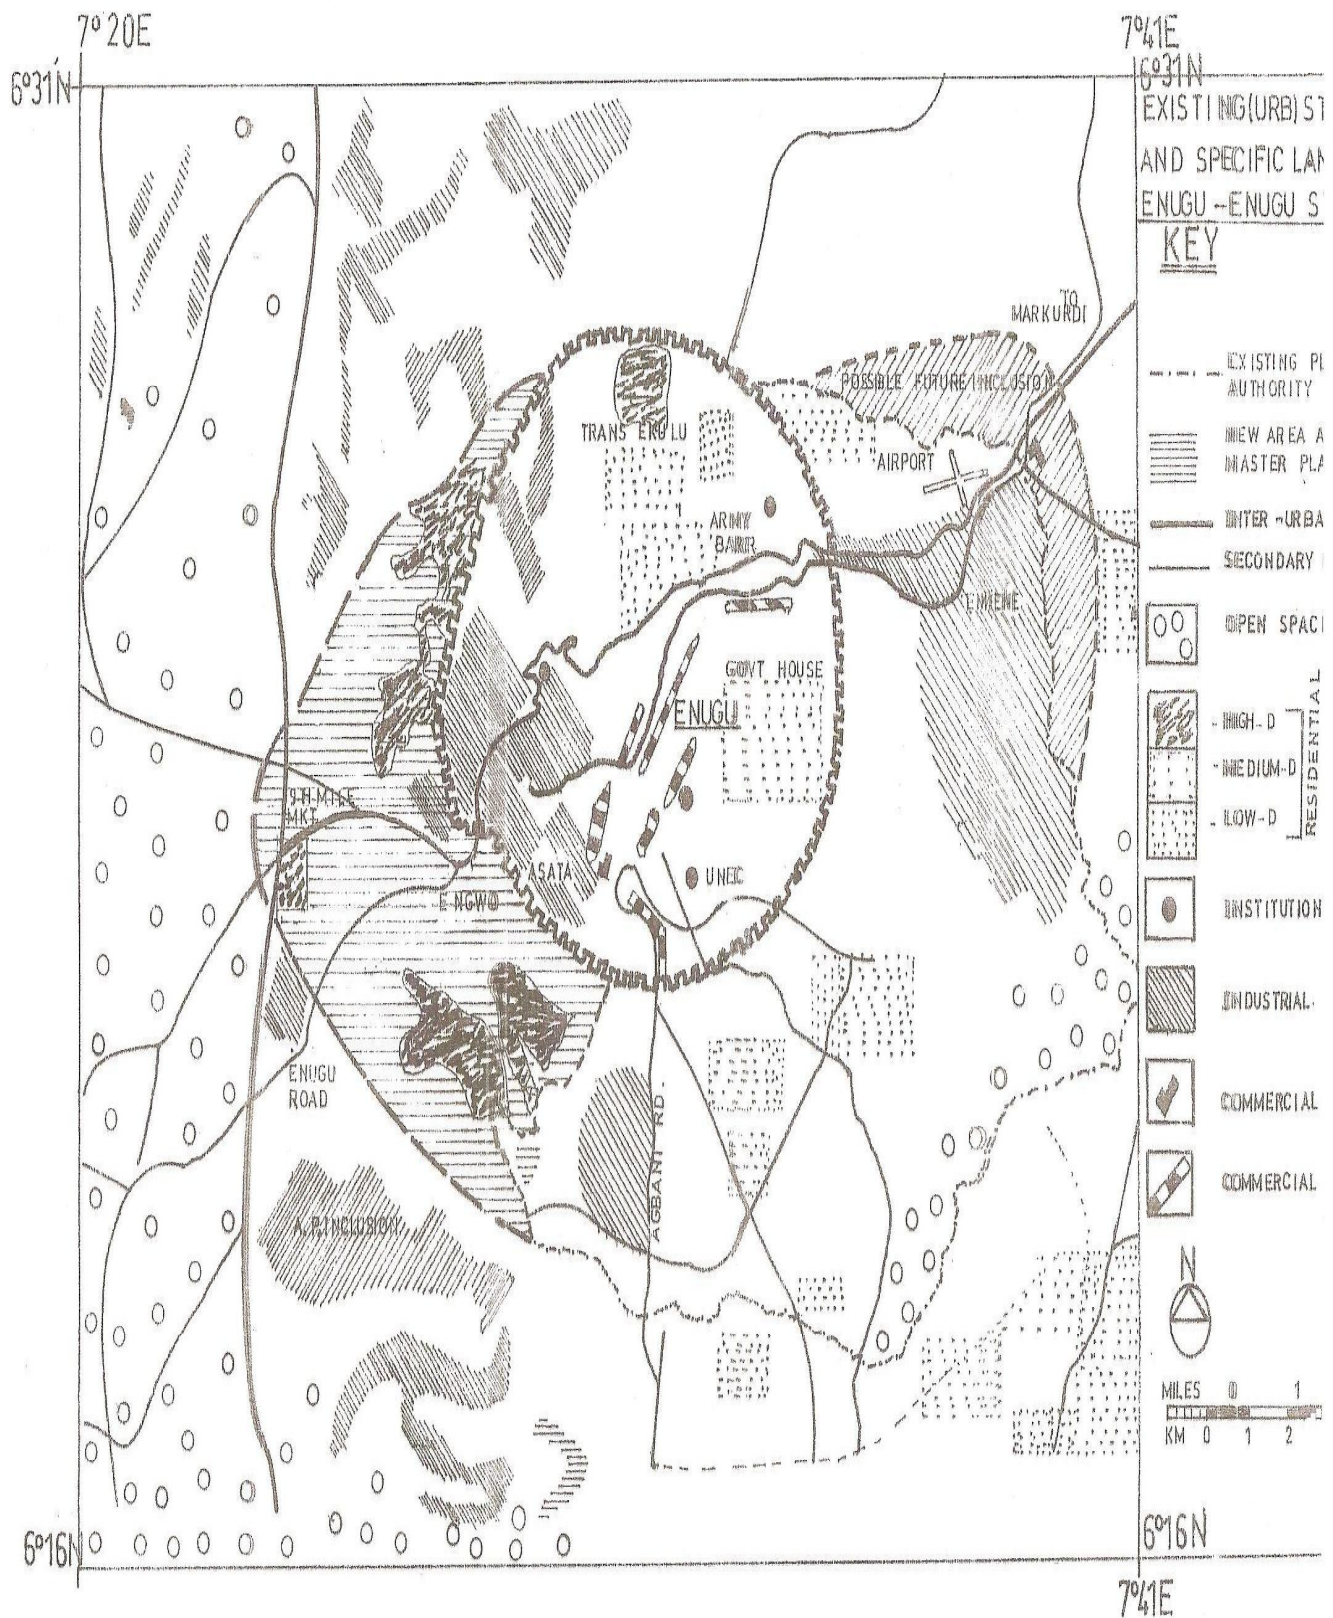 7°20E
7°41E
6°31N
6°31N
EXISTING(URB)ST
AND SPECIFIC LAN
ENUGU-ENUGU S
KEY
TO
MARKURDI
EXISTING PL
AUTHORITY
POSSIBLE FUTURE INCLUSION
TRANS EKULU
NEW AREA A
MASTER PLA
AIRPORT
ARMY
BARR
INTER-URBA
SECONDARY
EMENE
OPEN SPAC
GOVT HOUSE
ENUGU
HIGH-D
MEDIUM-D
LOW-D
RESIDENTIAL
MKT
ASATA
UNEC
ENGWO
INSTITUTION
INDUSTRIAL
ENUGU
ROAD
COMMERCIAL
AGBANI RD.
COMMERCIAL
A.P.INCLUSION
N
MILES 0 1
KM 0 1 2
6°16N
6°16N
7°41E